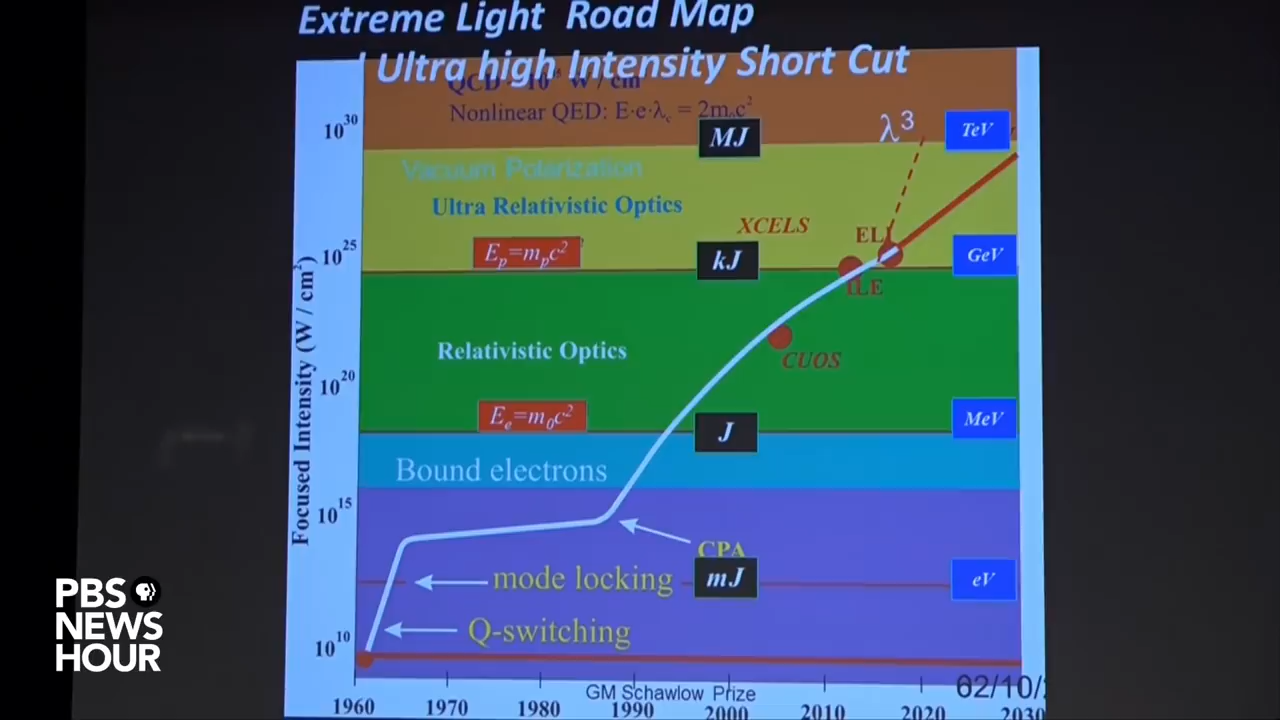 Extreme Light Road Map
Ultra high Intensity Short Cut
Nonlinear QED: E·e·λc = 2m₀c²
10³⁰
MJ
λ³
TeV
Vacuum Polarization
Ultra Relativistic Optics
XCELS
ELI
Eₚ=mₚc²
10²⁵
kJ
GeV
ILE
Focused Intensity (W / cm²)
Relativistic Optics
CUOS
10²⁰
Eₑ=m₀c²
J
MeV
Bound electrons
10¹⁵
CPA
mode locking
mJ
eV
Q-switching
10¹⁰
GM Schawlow Prize
02/10/
1960 1970 1980 1990 2000 2010 2020 2030
PBS
NEWS
HOUR